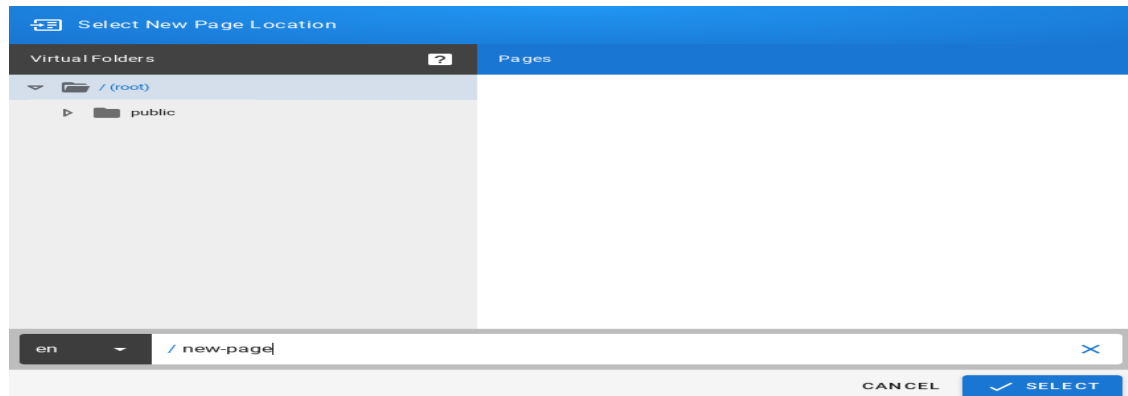 Select New Page Location
Virtual Folders ? Pages
/ (root)
public
en / new-page
CANCEL SELECT